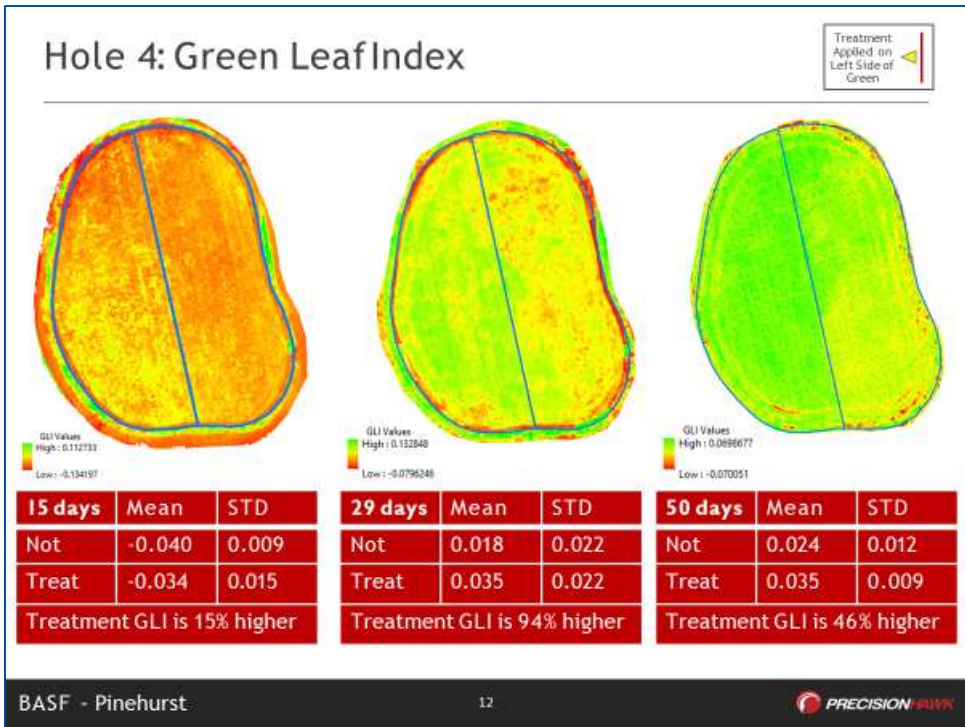 Hole 4: Green Leaf Index
Treatment
Applied on
Left Side of
Green
GLI Values
High : 0.112733
Low : -0.134197
GLI Values
High : 0.132848
Low : -0.0796246
GLI Values
High : 0.0698677
Low : -0.070051
15 days Mean STD
Not -0.040 0.009
Treat -0.034 0.015
Treatment GLI is 15% higher
29 days Mean STD
Not 0.018 0.022
Treat 0.035 0.022
Treatment GLI is 94% higher
50 days Mean STD
Not 0.024 0.012
Treat 0.035 0.009
Treatment GLI is 46% higher
BASF - Pinehurst
12
PRECISIONHAWK